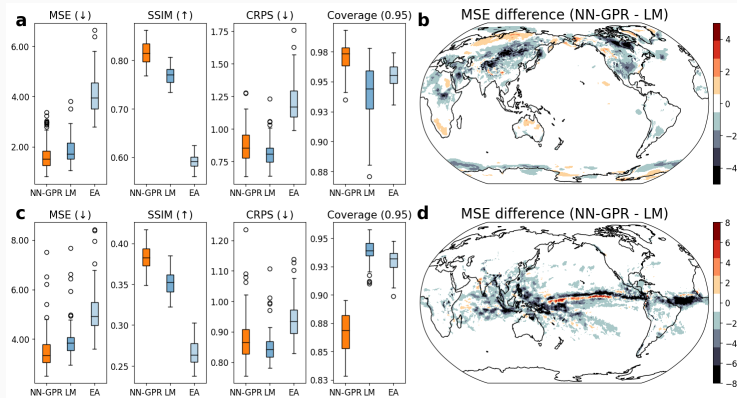 a
MSE (↓)
SSIM (↑)
CRPS (↓)
Coverage (0.95)
b
MSE difference (NN-GPR - LM)
6.00
4.00
2.00
0.80
0.70
0.60
1.75
1.50
1.25
1.00
0.75
0.98
0.95
0.93
0.90
0.88
4
2
0
−2
−4
NN-GPR LM EA
NN-GPR LM EA
NN-GPR LM EA
NN-GPR LM EA
c
MSE (↓)
SSIM (↑)
CRPS (↓)
Coverage (0.95)
d
MSE difference (NN-GPR - LM)
8.00
6.00
4.00
0.40
0.35
0.30
0.25
1.20
1.10
1.00
0.90
0.80
0.95
0.93
0.90
0.88
0.85
0.83
8
6
4
2
0
−2
−4
−6
−8
NN-GPR LM EA
NN-GPR LM EA
NN-GPR LM EA
NN-GPR LM EA